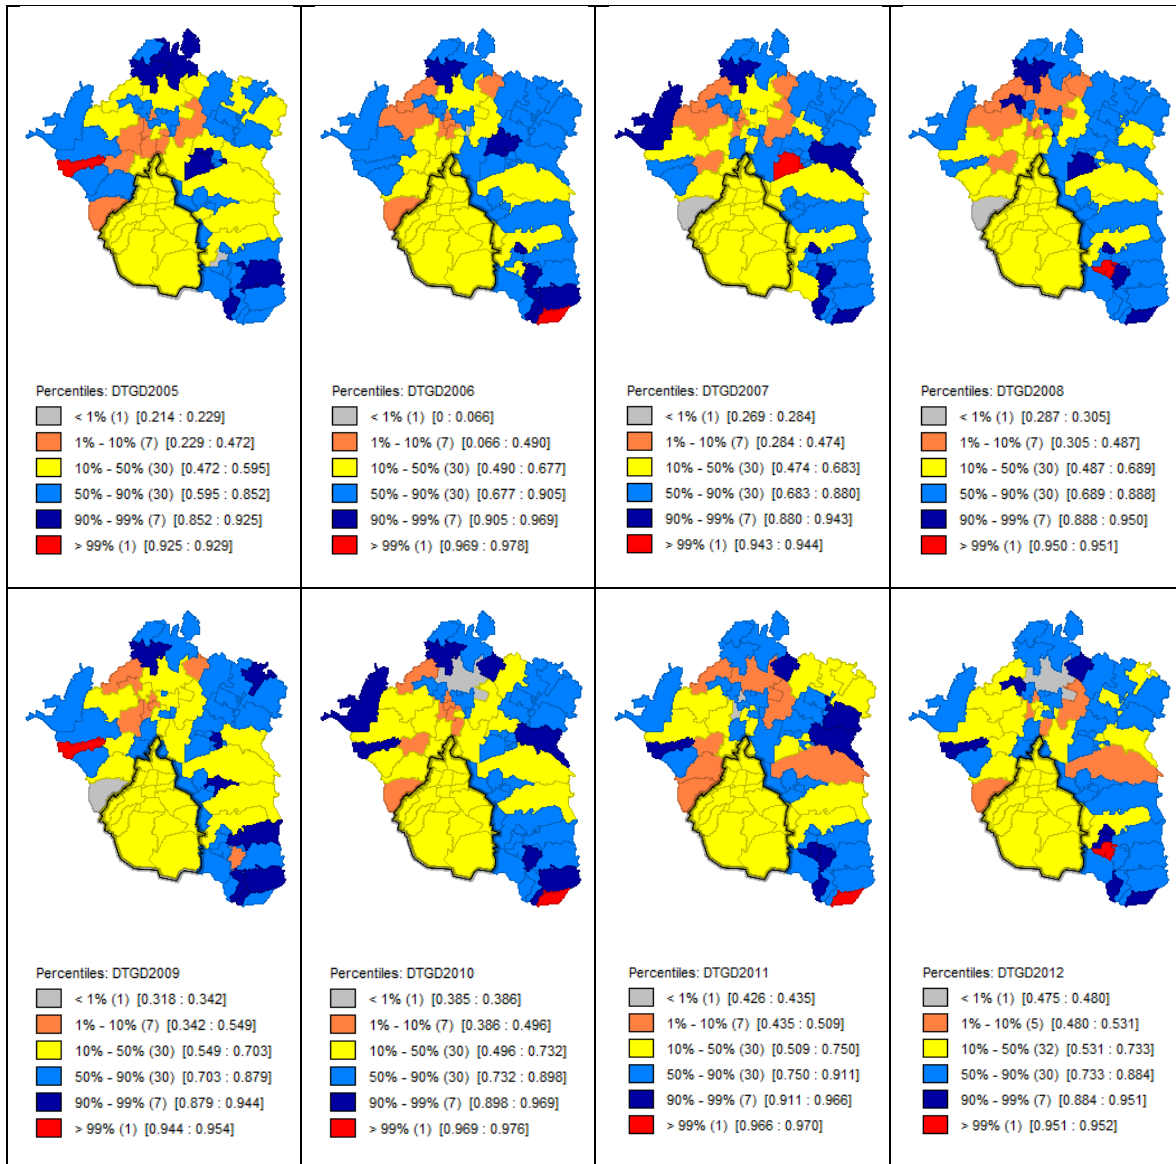 Percentiles: DTGD2005
< 1% (1) [0.214 : 0.229]
1% - 10% (7) [0.229 : 0.472]
10% - 50% (30) [0.472 : 0.595]
50% - 90% (30) [0.595 : 0.852]
90% - 99% (7) [0.852 : 0.925]
> 99% (1) [0.925 : 0.929]
Percentiles: DTGD2006
< 1% (1) [0 : 0.066]
1% - 10% (7) [0.066 : 0.490]
10% - 50% (30) [0.490 : 0.677]
50% - 90% (30) [0.677 : 0.905]
90% - 99% (7) [0.905 : 0.969]
> 99% (1) [0.969 : 0.978]
Percentiles: DTGD2007
< 1% (1) [0.269 : 0.284]
1% - 10% (7) [0.284 : 0.474]
10% - 50% (30) [0.474 : 0.683]
50% - 90% (30) [0.683 : 0.880]
90% - 99% (7) [0.880 : 0.943]
> 99% (1) [0.943 : 0.944]
Percentiles: DTGD2008
< 1% (1) [0.287 : 0.305]
1% - 10% (7) [0.305 : 0.487]
10% - 50% (30) [0.487 : 0.689]
50% - 90% (30) [0.689 : 0.888]
90% - 99% (7) [0.888 : 0.950]
> 99% (1) [0.950 : 0.951]
Percentiles: DTGD2009
< 1% (1) [0.318 : 0.342]
1% - 10% (7) [0.342 : 0.549]
10% - 50% (30) [0.549 : 0.703]
50% - 90% (30) [0.703 : 0.879]
90% - 99% (7) [0.879 : 0.944]
> 99% (1) [0.944 : 0.954]
Percentiles: DTGD2010
< 1% (1) [0.385 : 0.386]
1% - 10% (7) [0.386 : 0.496]
10% - 50% (30) [0.496 : 0.732]
50% - 90% (30) [0.732 : 0.898]
90% - 99% (7) [0.898 : 0.969]
> 99% (1) [0.969 : 0.976]
Percentiles: DTGD2011
< 1% (1) [0.426 : 0.435]
1% - 10% (7) [0.435 : 0.509]
10% - 50% (30) [0.509 : 0.750]
50% - 90% (30) [0.750 : 0.911]
90% - 99% (7) [0.911 : 0.966]
> 99% (1) [0.966 : 0.970]
Percentiles: DTGD2012
< 1% (1) [0.475 : 0.480]
1% - 10% (5) [0.480 : 0.531]
10% - 50% (32) [0.531 : 0.733]
50% - 90% (30) [0.733 : 0.884]
90% - 99% (7) [0.884 : 0.951]
> 99% (1) [0.951 : 0.952]